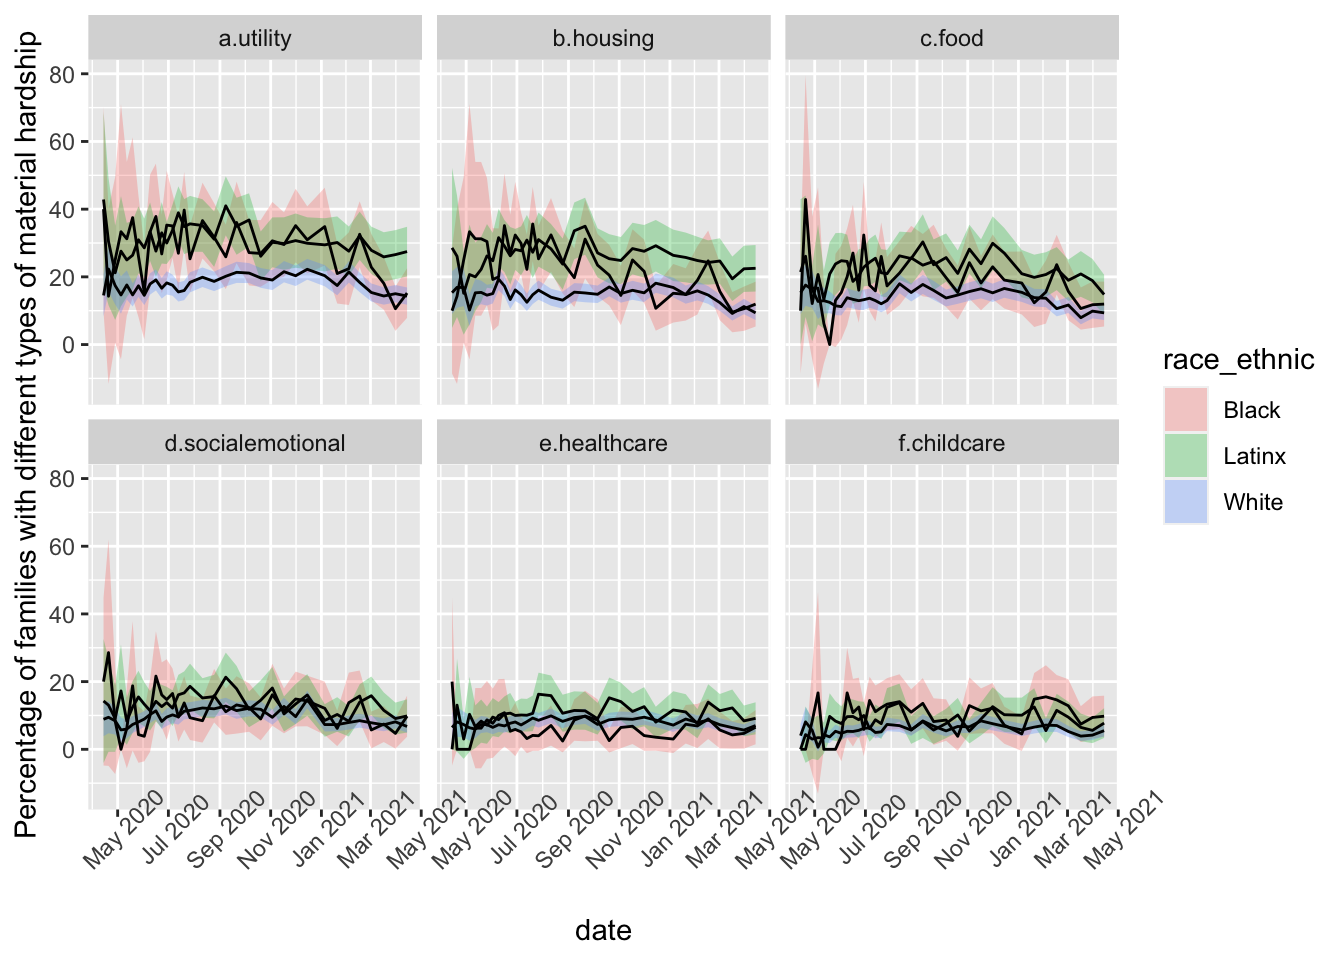 Percentage of families with different types of material hardship
a.utility
b.housing
c.food
80
60
40
20
0
d.socialemotional
e.healthcare
f.childcare
80
60
40
20
0
May 2020
Jul 2020
Sep 2020
Nov 2020
Jan 2021
Mar 2021
May 2021
May 2020
Jul 2020
Sep 2020
Nov 2020
Jan 2021
Mar 2021
May 2021
May 2020
Jul 2020
Sep 2020
Nov 2020
Jan 2021
Mar 2021
May 2021
date
race_ethnic
Black
Latinx
White